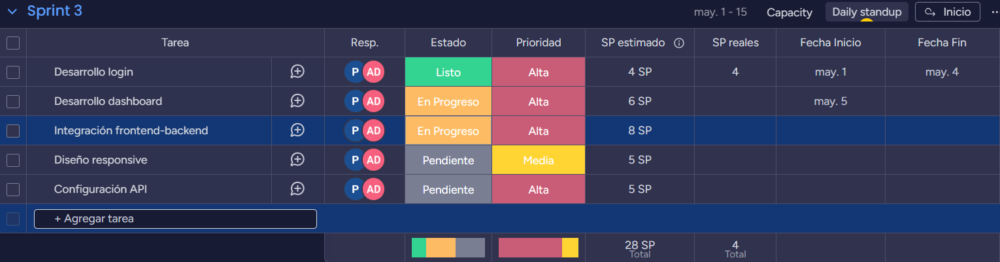 Sprint 3 may. 1 - 15 Capacity Daily standup Inicio
Tarea Resp. Estado Prioridad SP estimado SP reales Fecha Inicio Fecha Fin
Desarrollo login P AD Listo Alta 4 SP 4 may. 1 may. 4
Desarrollo dashboard P AD En Progreso Alta 6 SP may. 5
Integración frontend-backend P AD En Progreso Alta 8 SP
Diseño responsive P AD Pendiente Media 5 SP
Configuración API P AD Pendiente Alta 5 SP
+ Agregar tarea
28 SP 4
Total Total